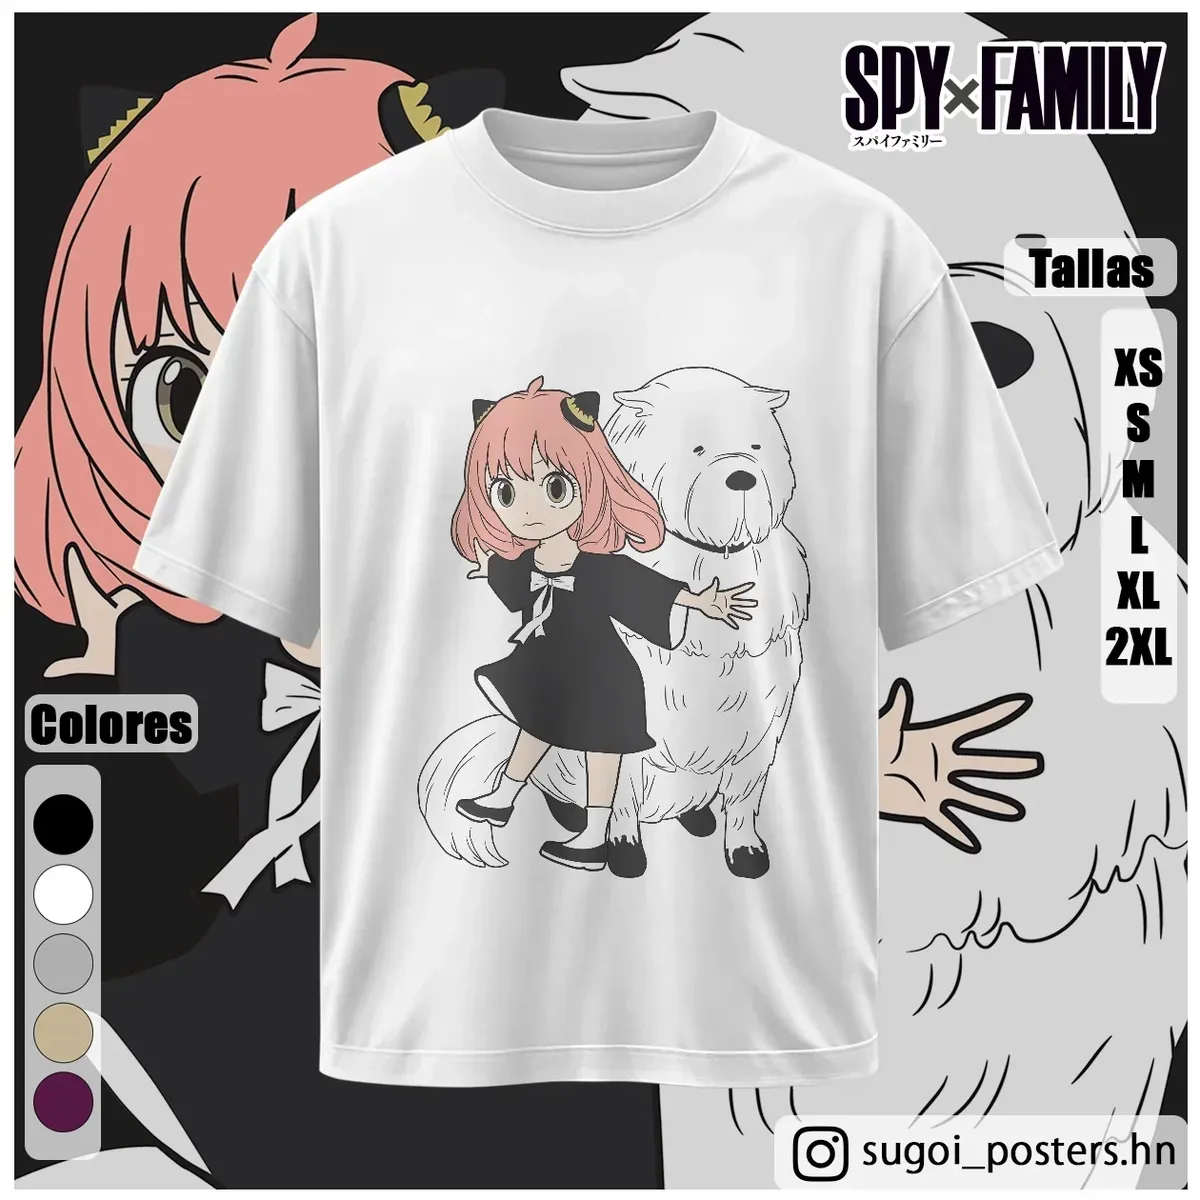 SPY×FAMILY
スパイファミリー
Tallas
XS
S
M
L
XL
2XL
Colores
sugoi_posters.hn